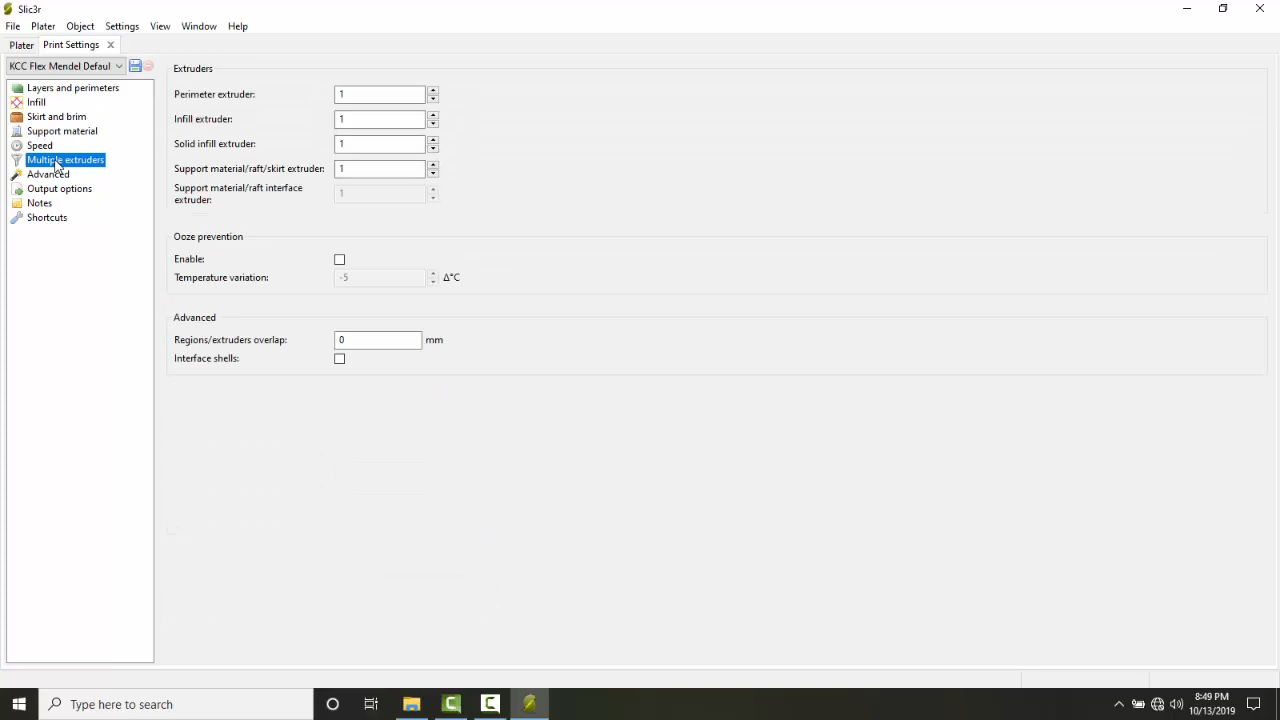 Slic3r
File Plater Object Settings View Window Help
Plater Print Settings
KCC Flex Mendel Defaul
Layers and perimeters
Infill
Skirt and brim
Support material
Speed
Multiple extruders
Advanced
Output options
Notes
Shortcuts
Extruders
Perimeter extruder: 1
Infill extruder: 1
Solid infill extruder: 1
Support material/raft/skirt extruder: 1
Support material/raft interface
extruder: 1
Ooze prevention
Enable:
Temperature variation: -5 Δ°C
Advanced
Regions/extruders overlap: 0 mm
Interface shells:
Type here to search
8:49 PM
10/13/2019